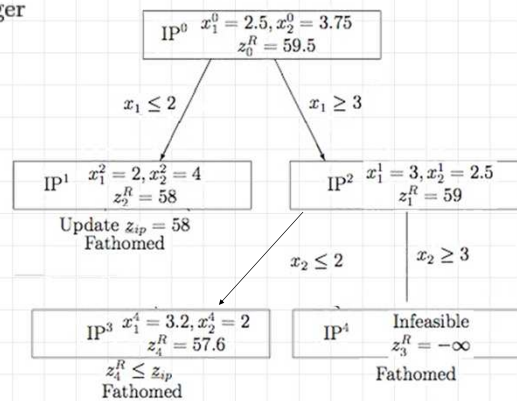 ger
IP⁰ x₁⁰ = 2.5, x₂⁰ = 3.75
z₀ᴿ = 59.5
x₁ ≤ 2
x₁ ≥ 3
IP¹ x₁² = 2, x₂² = 4
z₂ᴿ = 58
IP² x₁¹ = 3, x₂¹ = 2.5
z₁ᴿ = 59
Update z_ip = 58
Fathomed
x₂ ≤ 2
x₂ ≥ 3
IP³ x₁⁴ = 3.2, x₂⁴ = 2
z₄ᴿ = 57.6
IP⁴ Infeasible
z₃ᴿ = −∞
z₄ᴿ ≤ z_ip
Fathomed
Fathomed